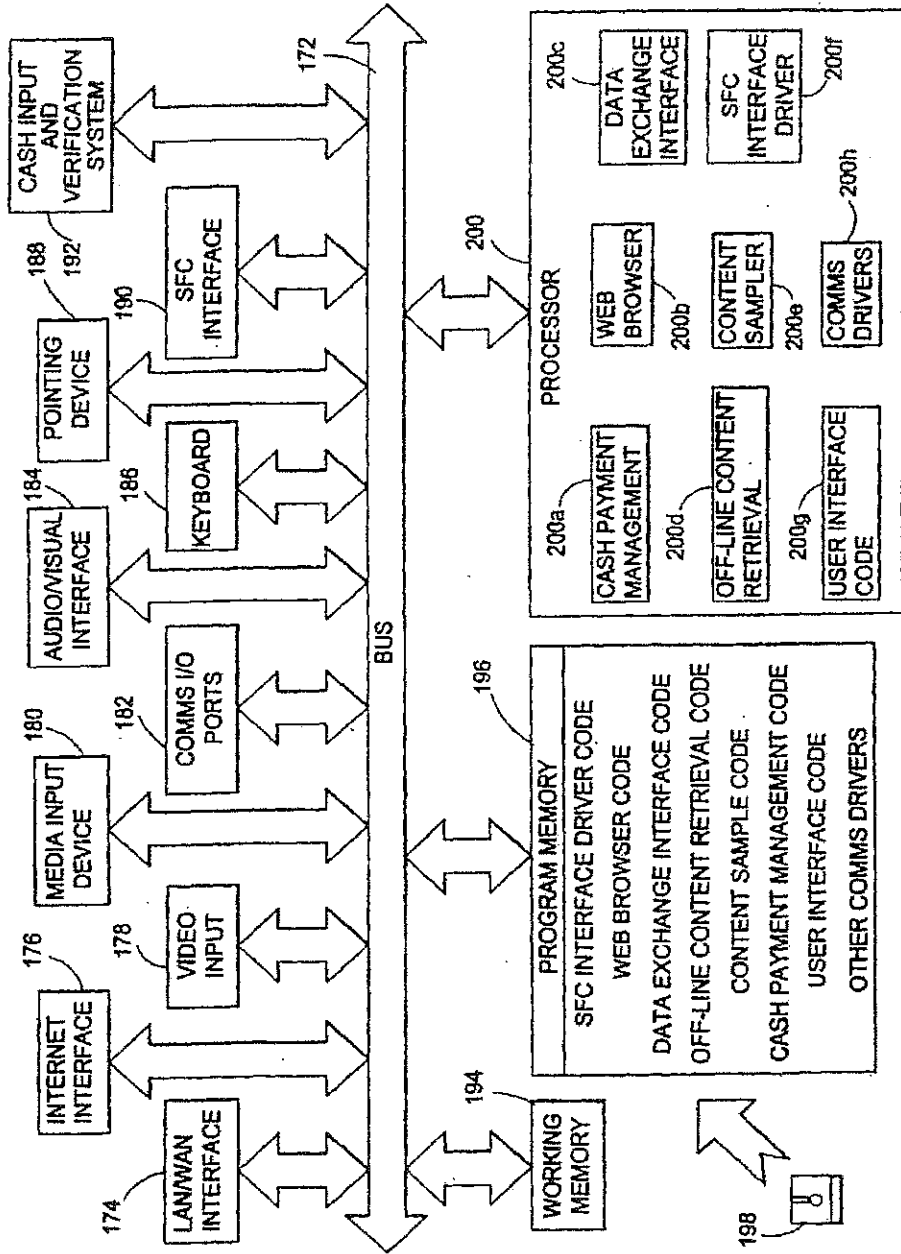 174
LAN/WAN
INTERFACE
176
INTERNET
INTERFACE
178
VIDEO
INPUT
180
MEDIA INPUT
DEVICE
182
COMMS I/O
PORTS
184
AUDIO/VISUAL
INTERFACE
186
KEYBOARD
188
POINTING
DEVICE
190
SFC
INTERFACE
192
CASH INPUT
AND
VERIFICATION
SYSTEM
BUS
172
194
WORKING
MEMORY
196
PROGRAM MEMORY
SFC INTERFACE DRIVER CODE
WEB BROWSER CODE
DATA EXCHANGE INTERFACE CODE
OFF-LINE CONTENT RETRIEVAL CODE
CONTENT SAMPLE CODE
CASH PAYMENT MANAGEMENT CODE
USER INTERFACE CODE
OTHER COMMS DRIVERS
198
200
PROCESSOR
200a
CASH PAYMENT
MANAGEMENT
WEB
BROWSER
200b
200c
DATA
EXCHANGE
INTERFACE
200d
OFF-LINE CONTENT
RETRIEVAL
CONTENT
SAMPLER
200e
SFC
INTERFACE
DRIVER
200f
200g
USER INTERFACE
CODE
COMMS
DRIVERS
200h